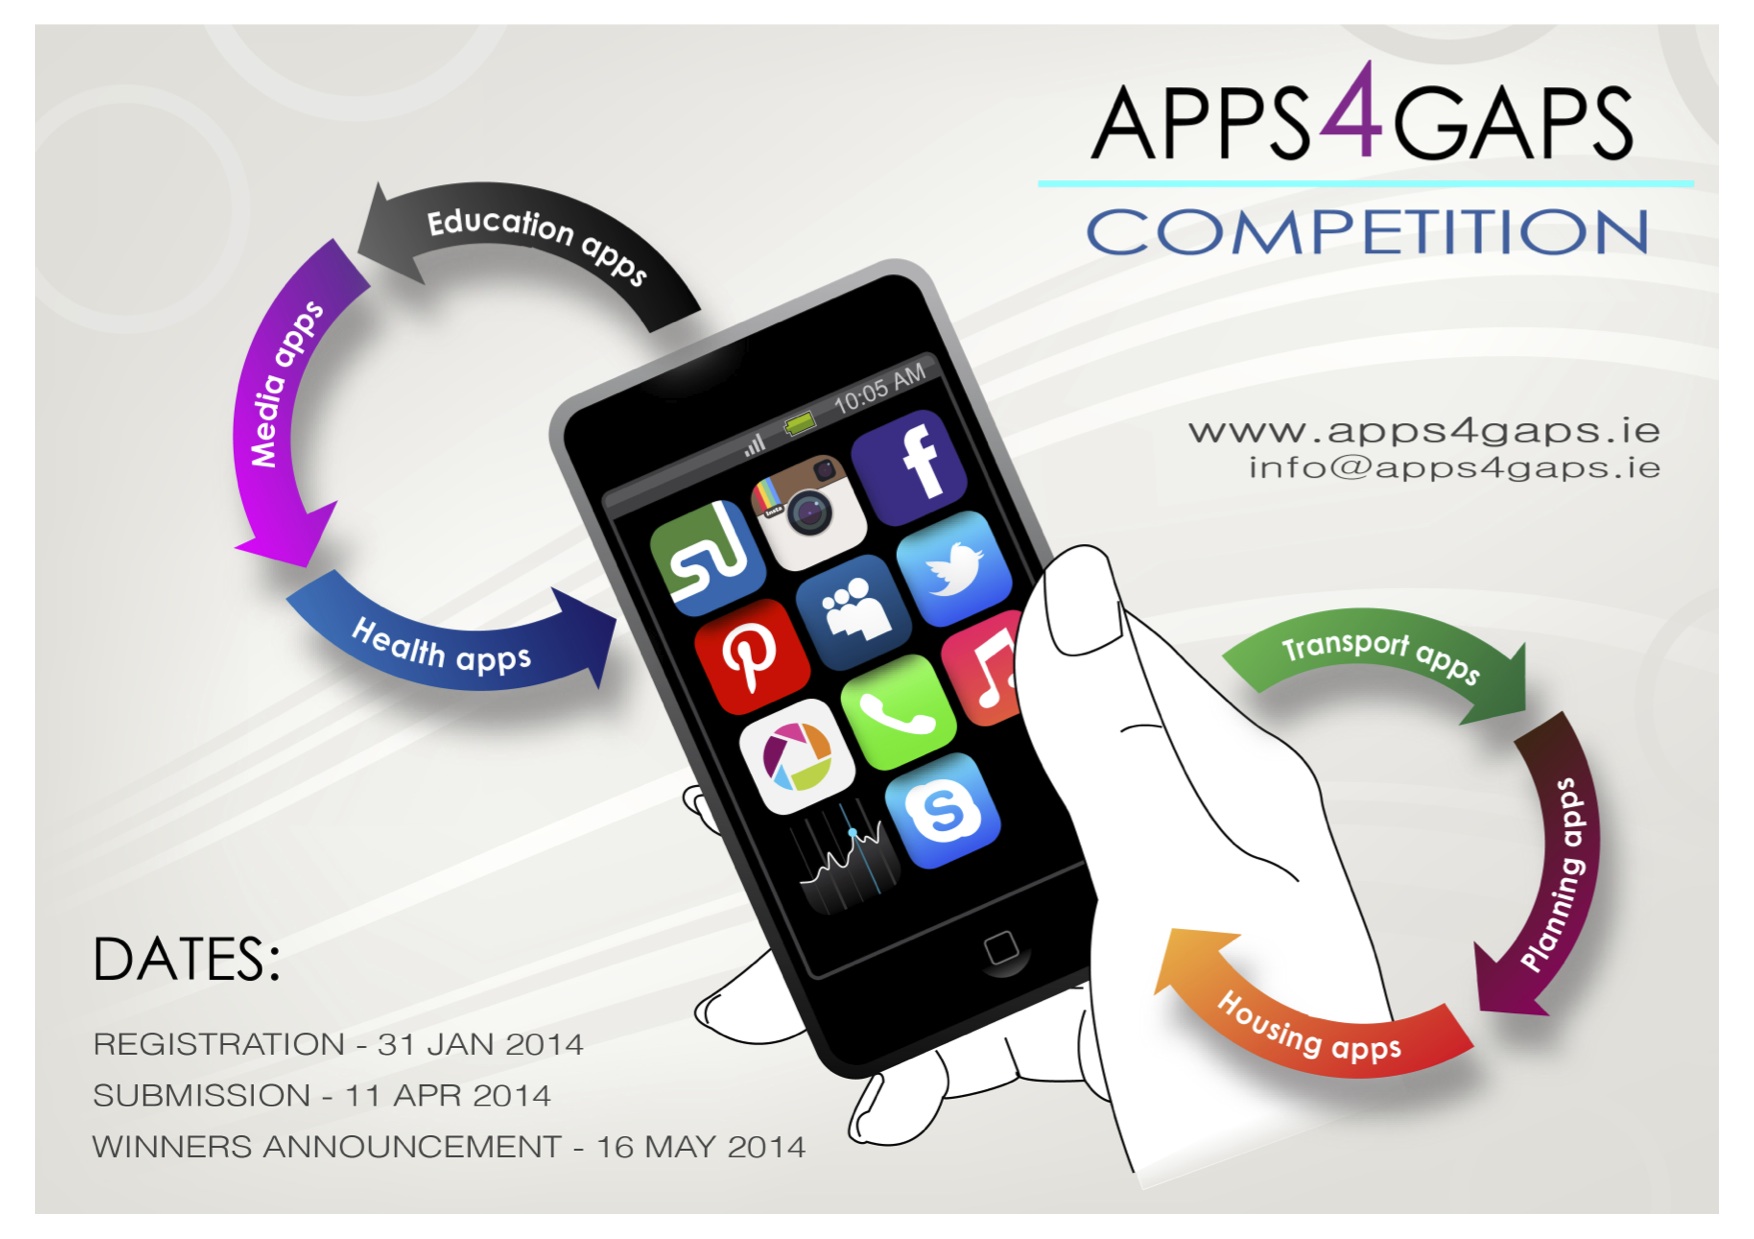 APPS4GAPS
COMPETITION
www.apps4gaps.ie
info@apps4gaps.ie
Education apps
Media apps
Health apps
10:05 AM
Insta
Transport apps
Planning apps
Housing apps
DATES:
REGISTRATION - 31 JAN 2014
SUBMISSION - 11 APR 2014
WINNERS ANNOUNCEMENT - 16 MAY 2014